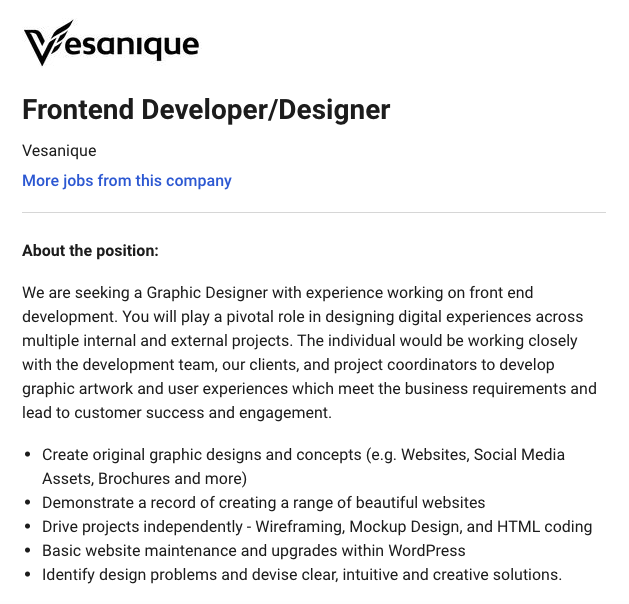 Vesanique
Frontend Developer/Designer
Vesanique
More jobs from this company
About the position:
We are seeking a Graphic Designer with experience working on front end
development. You will play a pivotal role in designing digital experiences across
multiple internal and external projects. The individual would be working closely
with the development team, our clients, and project coordinators to develop
graphic artwork and user experiences which meet the business requirements and
lead to customer success and engagement.
• Create original graphic designs and concepts (e.g. Websites, Social Media
Assets, Brochures and more)
• Demonstrate a record of creating a range of beautiful websites
• Drive projects independently - Wireframing, Mockup Design, and HTML coding
• Basic website maintenance and upgrades within WordPress
• Identify design problems and devise clear, intuitive and creative solutions.